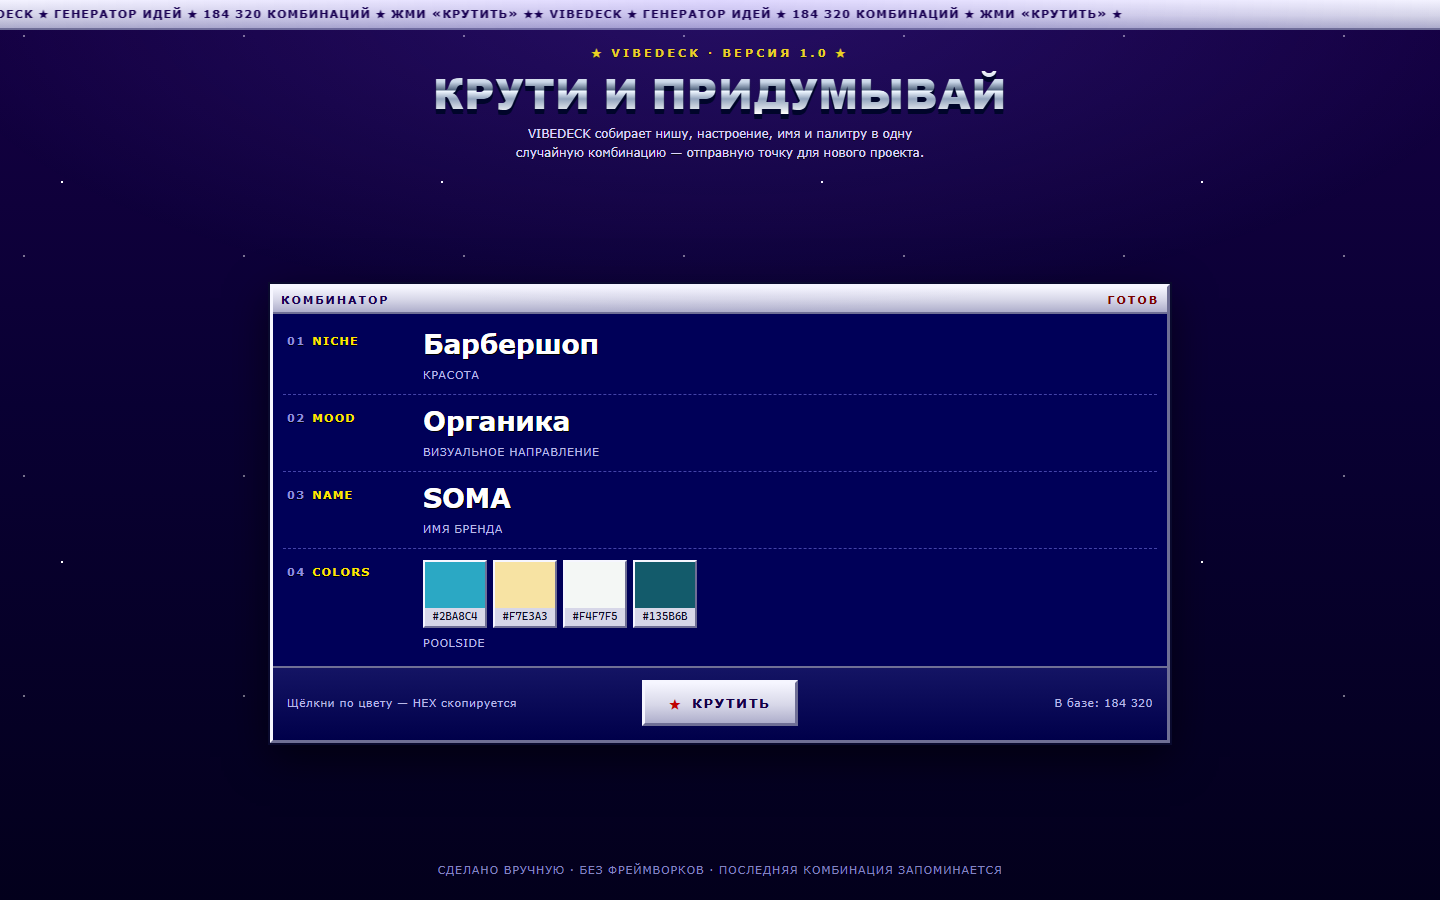 DECK ★ ГЕНЕРАТОР ИДЕЙ ★ 184 320 КОМБИНАЦИЙ ★ ЖМИ «КРУТИТЬ» ★★ VIBEDECK ★ ГЕНЕРАТОР ИДЕЙ ★ 184 320 КОМБИНАЦИЙ ★ ЖМИ «КРУТИТЬ» ★
★ VIBEDECK · ВЕРСИЯ 1.0 ★
КРУТИ И ПРИДУМЫВАЙ
VIBEDECK собирает нишу, настроение, имя и палитру в одну
случайную комбинацию — отправную точку для нового проекта.
КОМБИНАТОР
ГОТОВ
01 NICHE
Барбершоп
КРАСОТА
02 MOOD
Органика
ВИЗУАЛЬНОЕ НАПРАВЛЕНИЕ
03 NAME
SOMA
ИМЯ БРЕНДА
04 COLORS
#2BA8C4 #F7E3A3 #F4F7F5 #135B6B
POOLSIDE
Щёлкни по цвету — HEX скопируется
★ КРУТИТЬ
В базе: 184 320
СДЕЛАНО ВРУЧНУЮ · БЕЗ ФРЕЙМВОРКОВ · ПОСЛЕДНЯЯ КОМБИНАЦИЯ ЗАПОМИНАЕТСЯ